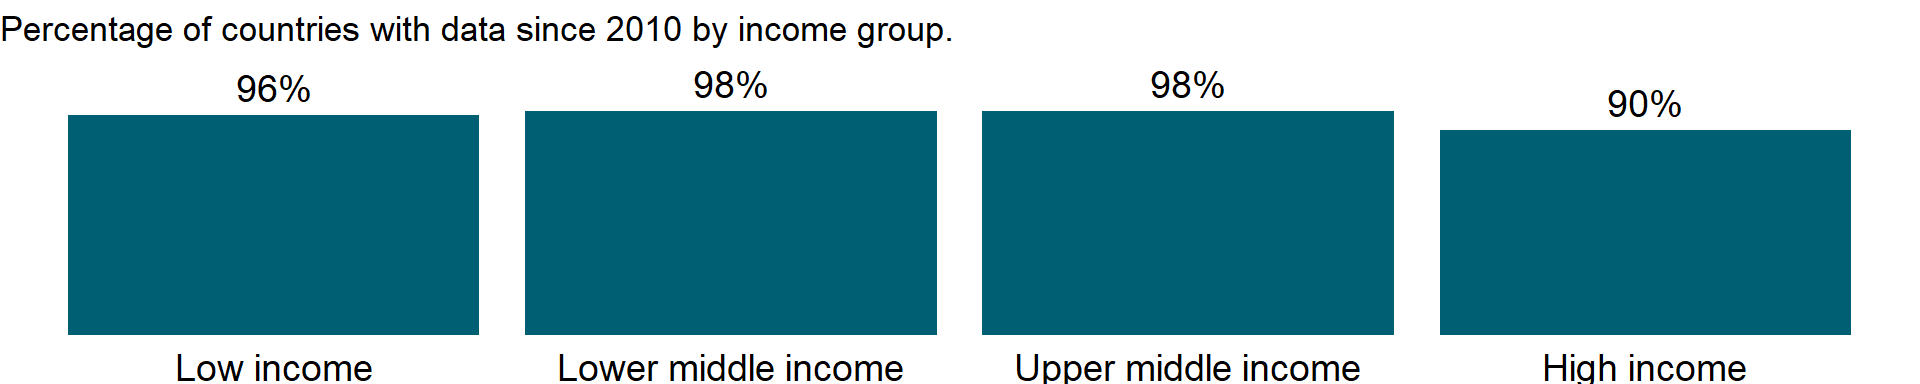 Percentage of countries with data since 2010 by income group.
96%
98%
98%
90%
Low income
Lower middle income
Upper middle income
High income